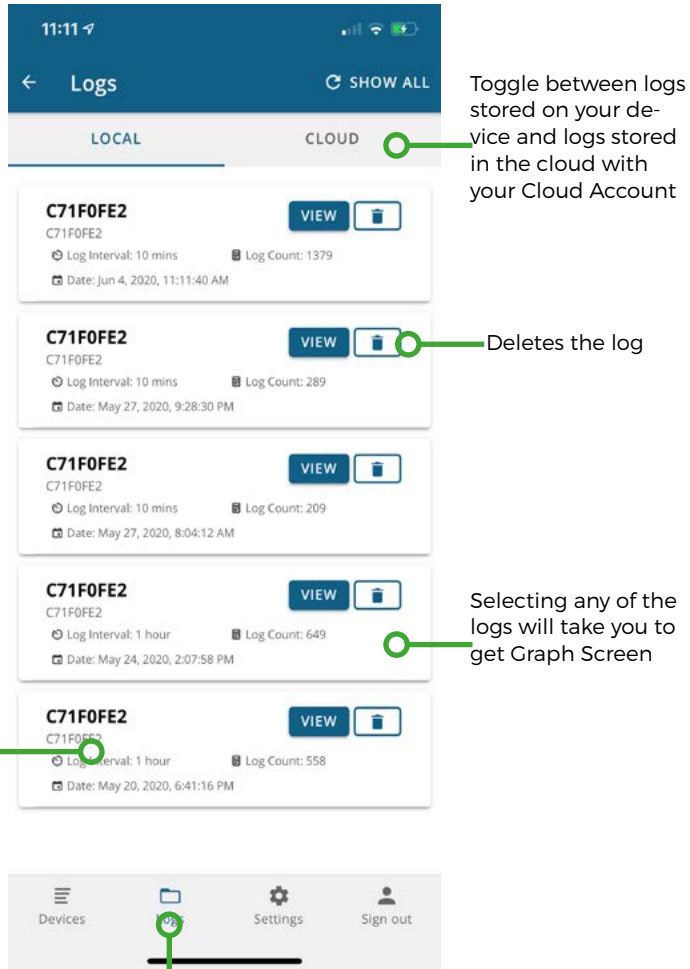 11:11
Logs
SHOW ALL
LOCAL
CLOUD
Toggle between logs
stored on your de-
vice and logs stored
in the cloud with
your Cloud Account
C71F0FE2
VIEW
C71F0FE2
Log Interval: 10 mins
Log Count: 1379
Date: Jun 4, 2020, 11:11:40 AM
C71F0FE2
VIEW
Deletes the log
C71F0FE2
Log Interval: 10 mins
Log Count: 289
Date: May 27, 2020, 9:28:30 PM
C71F0FE2
VIEW
C71F0FE2
Log Interval: 10 mins
Log Count: 209
Date: May 27, 2020, 8:04:12 AM
C71F0FE2
VIEW
Selecting any of the
logs will take you to
get Graph Screen
C71F0FE2
Log Interval: 1 hour
Log Count: 649
Date: May 24, 2020, 2:07:58 PM
C71F0FE2
VIEW
C71F0FE2
Log Interval: 1 hour
Log Count: 558
Date: May 20, 2020, 6:41:16 PM
Devices
Logs
Settings
Sign out